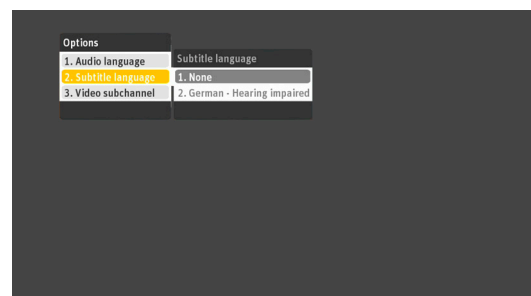 Options
1. Audio language
2. Subtitle language
3. Video subchannel
Subtitle language
1. None
2. German - Hearing impaired